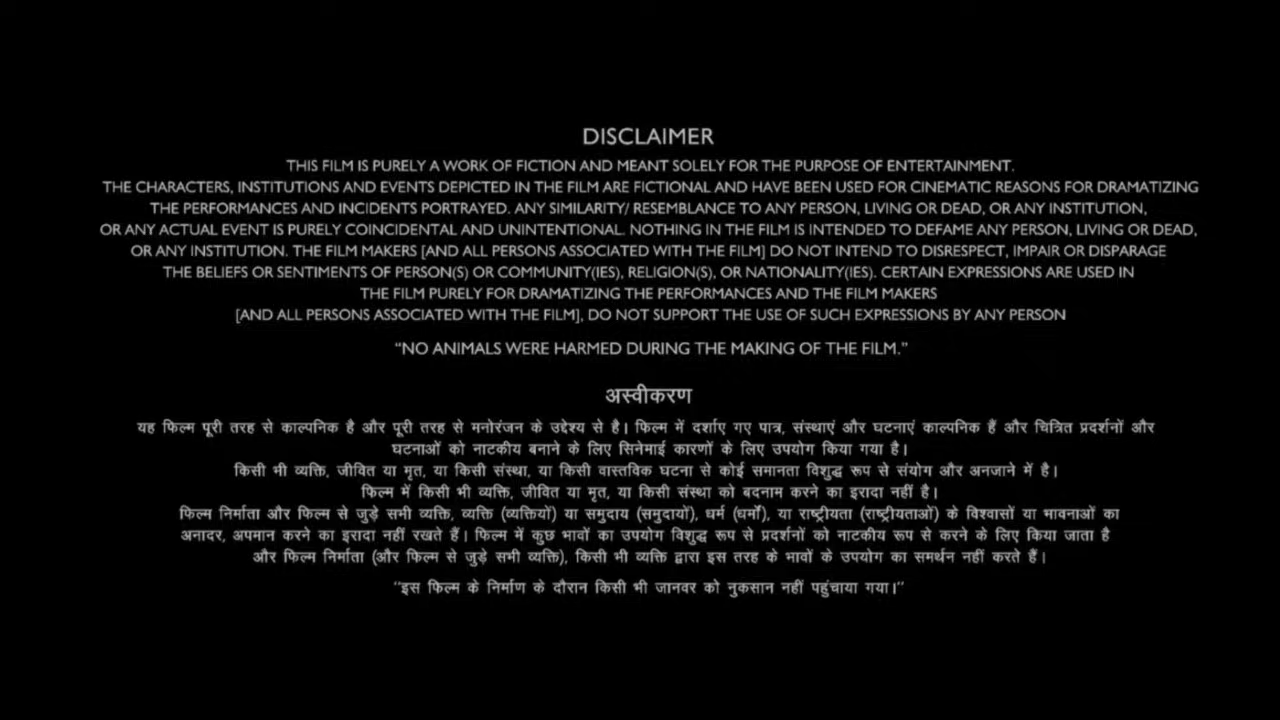 DISCLAIMER
THIS FILM IS PURELY A WORK OF FICTION AND MEANT SOLELY FOR THE PURPOSE OF ENTERTAINMENT.
THE CHARACTERS, INSTITUTIONS AND EVENTS DEPICTED IN THE FILM ARE FICTIONAL AND HAVE BEEN USED FOR CINEMATIC REASONS FOR DRAMATIZING
THE PERFORMANCES AND INCIDENTS PORTRAYED. ANY SIMILARITY/ RESEMBLANCE TO ANY PERSON, LIVING OR DEAD, OR ANY INSTITUTION,
OR ANY ACTUAL EVENT IS PURELY COINCIDENTAL AND UNINTENTIONAL. NOTHING IN THE FILM IS INTENDED TO DEFAME ANY PERSON, LIVING OR DEAD,
OR ANY INSTITUTION. THE FILM MAKERS [AND ALL PERSONS ASSOCIATED WITH THE FILM] DO NOT INTEND TO DISRESPECT, IMPAIR OR DISPARAGE
THE BELIEFS OR SENTIMENTS OF PERSON(S) OR COMMUNITY(IES), RELIGION(S), OR NATIONALITY(IES). CERTAIN EXPRESSIONS ARE USED IN
THE FILM PURELY FOR DRAMATIZING THE PERFORMANCES AND THE FILM MAKERS
[AND ALL PERSONS ASSOCIATED WITH THE FILM], DO NOT SUPPORT THE USE OF SUCH EXPRESSIONS BY ANY PERSON
“NO ANIMALS WERE HARMED DURING THE MAKING OF THE FILM.”
अस्वीकरण
यह फिल्म पूरी तरह से काल्पनिक है और पूरी तरह से मनोरंजन के उद्देश्य से है। फिल्म में दर्शाए गए पात्र, संस्थाएं और घटनाएं काल्पनिक हैं और चित्रित प्रदर्शनों और
घटनाओं को नाटकीय बनाने के लिए सिनेमाई कारणों के लिए उपयोग किया गया है।
किसी भी व्यक्ति, जीवित या मृत, या किसी संस्था, या किसी वास्तविक घटना से कोई समानता विशुद्ध रूप से संयोग और अनजाने में है।
फिल्म में किसी भी व्यक्ति, जीवित या मृत, या किसी संस्था को बदनाम करने का इरादा नहीं है।
फिल्म निर्माता और फिल्म से जुड़े सभी व्यक्ति, व्यक्ति (व्यक्तियों) या समुदाय (समुदायों), धर्म (धर्मों), या राष्ट्रीयता (राष्ट्रीयताओं) के विश्वासों या भावनाओं का
अनादर, अपमान करने का इरादा नहीं रखते हैं। फिल्म में कुछ भावों का उपयोग विशुद्ध रूप से प्रदर्शनों को नाटकीय रूप से करने के लिए किया जाता है
और फिल्म निर्माता (और फिल्म से जुड़े सभी व्यक्ति), किसी भी व्यक्ति द्वारा इस तरह के भावों के उपयोग का समर्थन नहीं करते हैं।
"इस फिल्म के निर्माण के दौरान किसी भी जानवर को नुकसान नहीं पहुंचाया गया।"